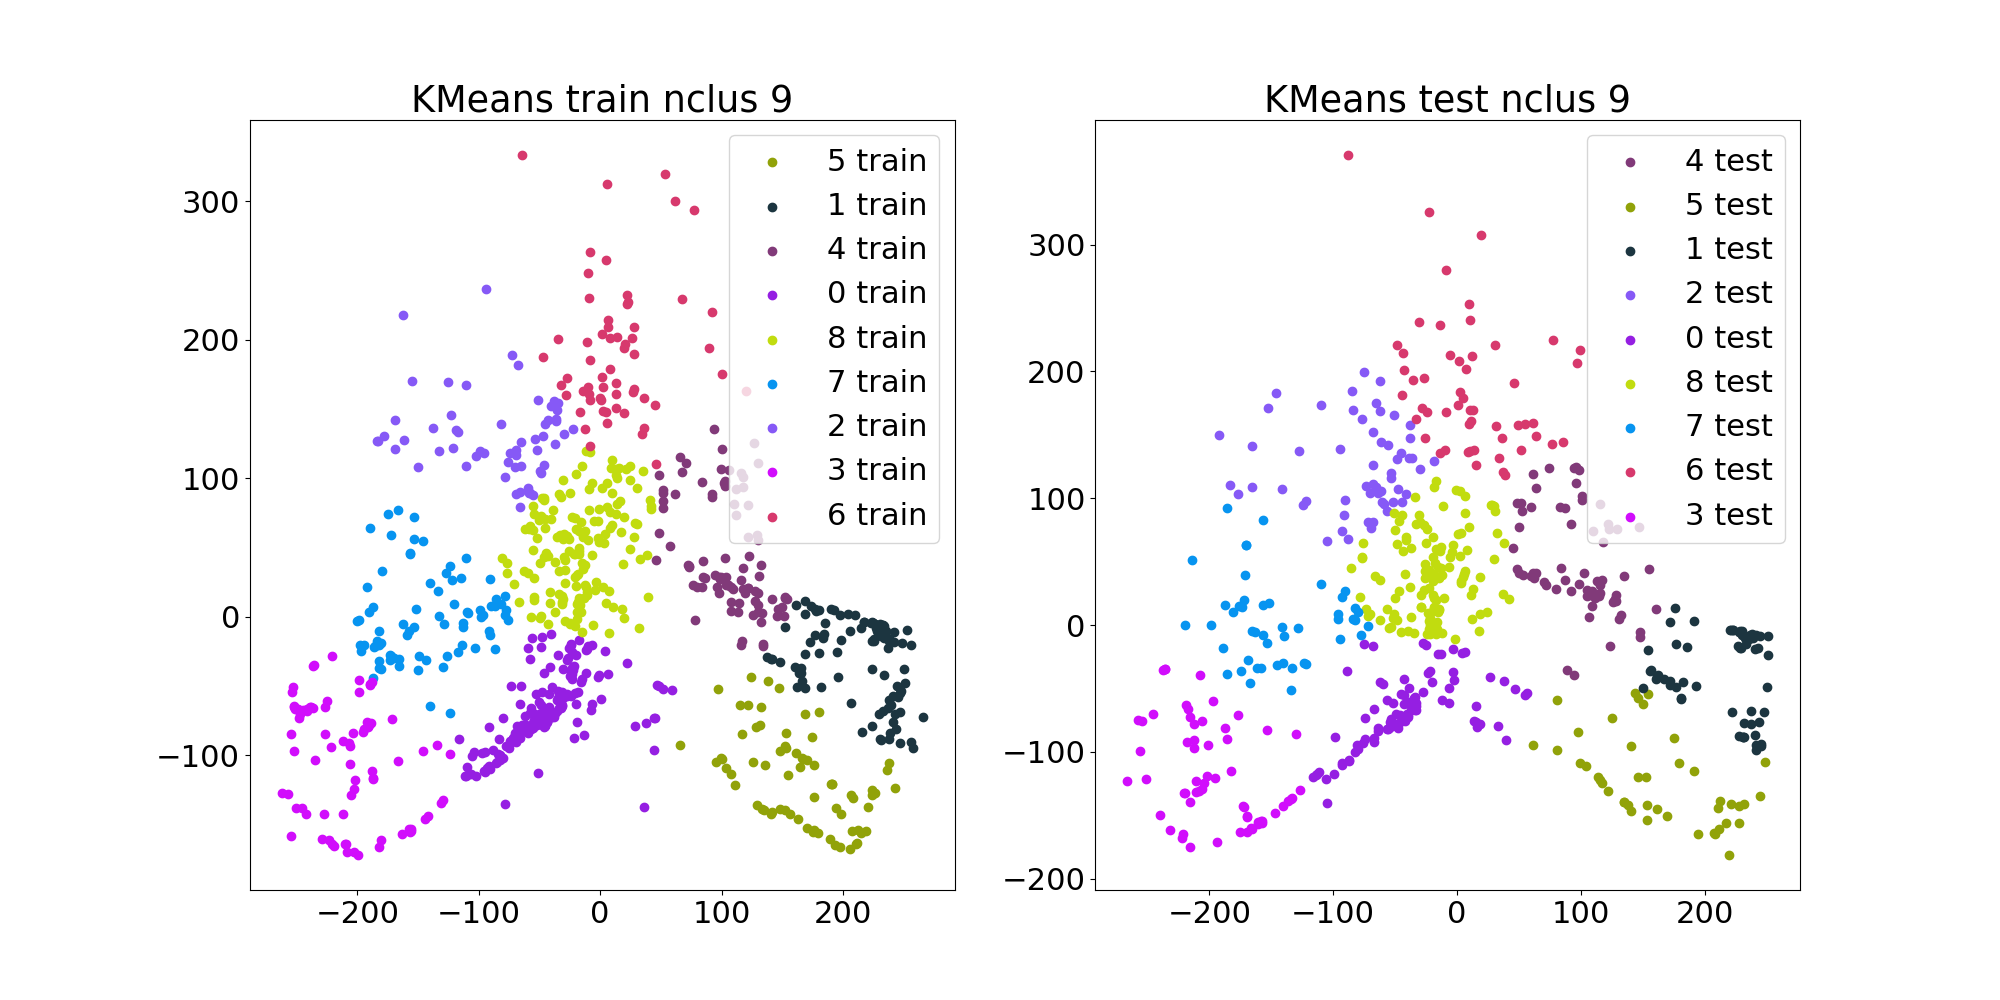 KMeans train nclus 9
300
200
100
0
−100
−200
−100
0
100
200
5 train
1 train
4 train
0 train
8 train
7 train
2 train
3 train
6 train
KMeans test nclus 9
300
200
100
0
−100
−200
−200
−100
0
100
200
4 test
5 test
1 test
2 test
0 test
8 test
7 test
6 test
3 test